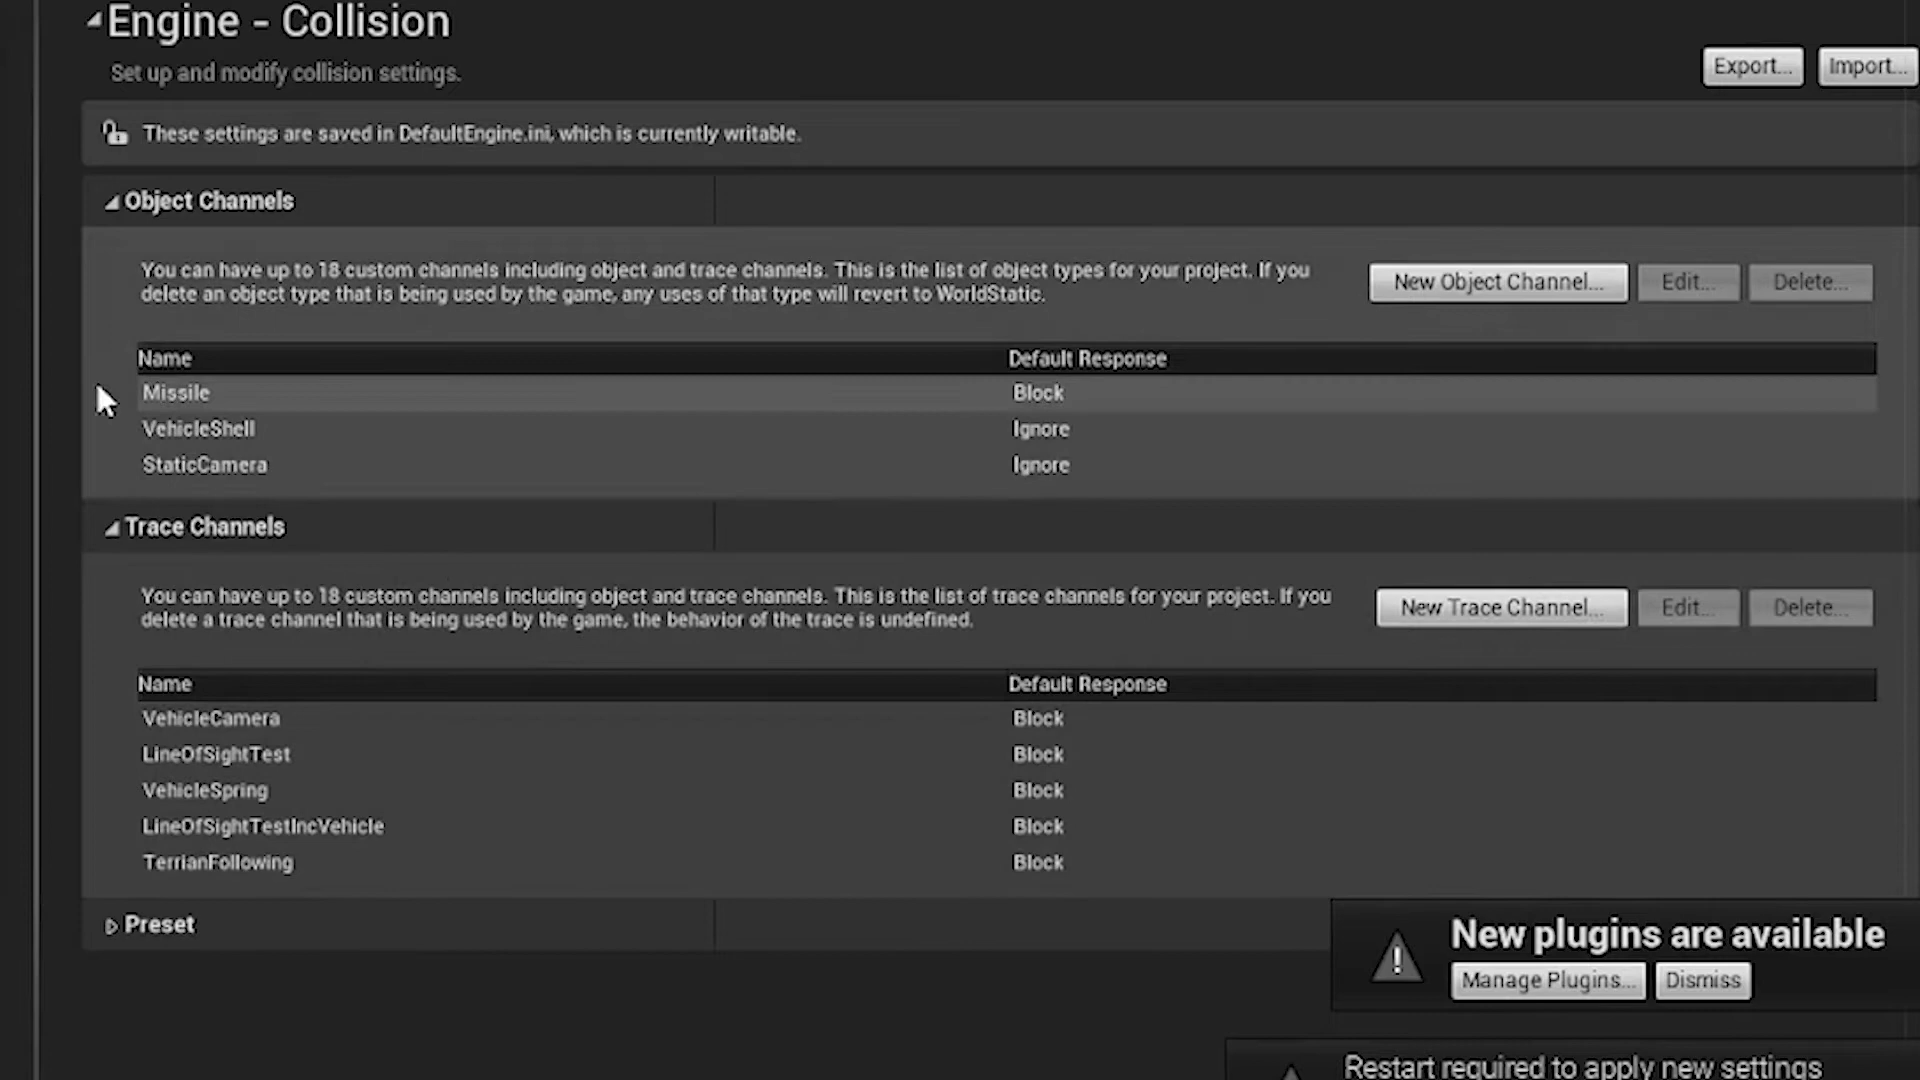 Engine - Collision
Set up and modify collision settings.
Export...
Import...
These settings are saved in DefaultEngine.ini, which is currently writable.
Object Channels
You can have up to 18 custom channels including object and trace channels. This is the list of object types for your project. If you
delete an object type that is being used by the game, any uses of that type will revert to WorldStatic.
New Object Channel...
Edit...
Delete...
Name Default Response
Missile Block
VehicleShell Ignore
StaticCamera Ignore
Trace Channels
You can have up to 18 custom channels including object and trace channels. This is the list of trace channels for your project. If you
delete a trace channel that is being used by the game, the behavior of the trace is undefined.
New Trace Channel...
Edit...
Delete...
Name Default Response
VehicleCamera Block
LineOfSightTest Block
VehicleSpring Block
LineOfSightTestIncVehicle Block
TerrianFollowing Block
Preset
New plugins are available
Manage Plugins...
Dismiss
Restart required to apply new settings